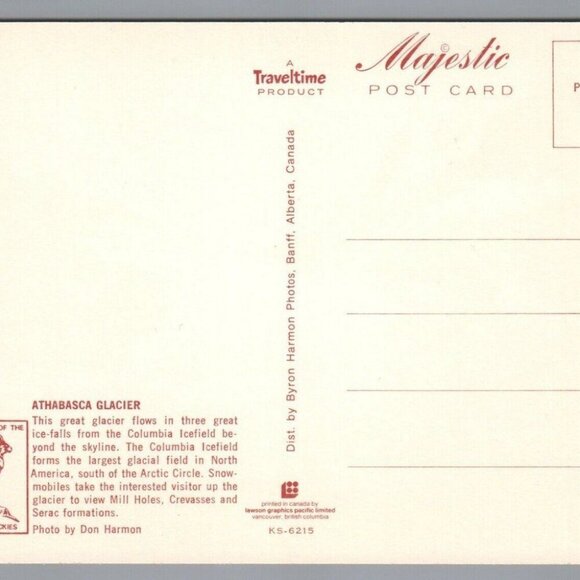 A
Traveltime
PRODUCT
Majestic
©
POST CARD
P
Dist. by Byron Harmon Photos, Banff, Alberta, Canada
OF THE
CKIES
ATHABASCA GLACIER
This great glacier flows in three great
ice-falls from the Columbia Icefield be-
yond the skyline. The Columbia Icefield
forms the largest glacial field in North
America, south of the Arctic Circle. Snow-
mobiles take the interested visitor up the
glacier to view Mill Holes, Crevasses and
Serac formations.
Photo by Don Harmon
printed in canada by
lawson graphics pacific limited
vancouver, british columbia
KS-6215